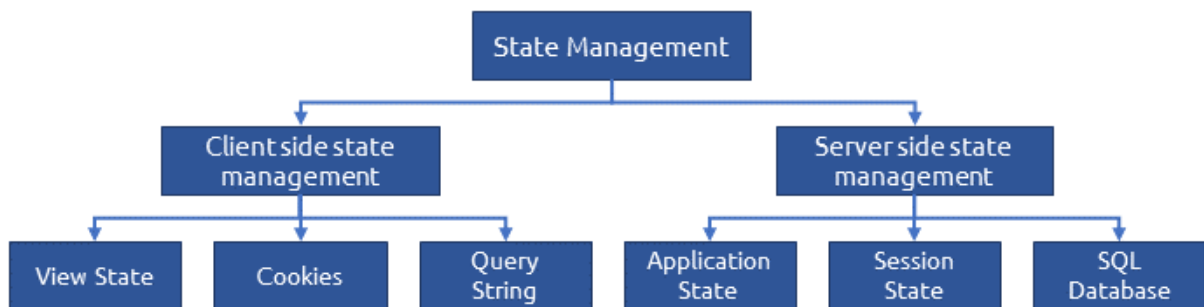 State Management
Client side state
management
Server side state
management
View State
Cookies
Query
String
Application
State
Session
State
SQL
Database